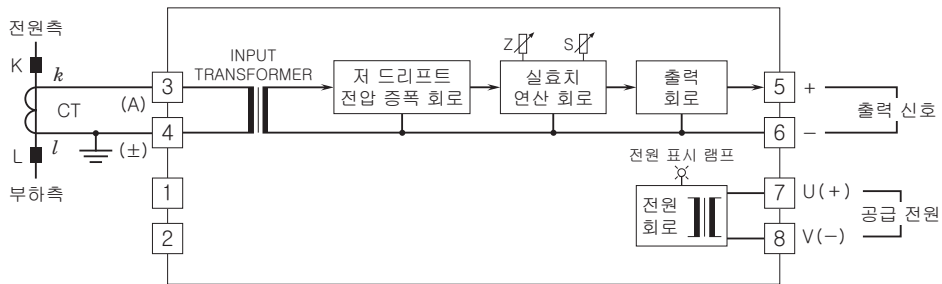 전원측
K
k
CT
L
l
부하측
(A)
(±)
3
4
1
2
INPUT
TRANSFORMER
저 드리프트
전압 증폭 회로
Z
S
실효치
연산 회로
출력
회로
5
+
6
−
출력 신호
전원 표시 램프
전원
회로
7
U(+)
8
V(−)
공급 전원